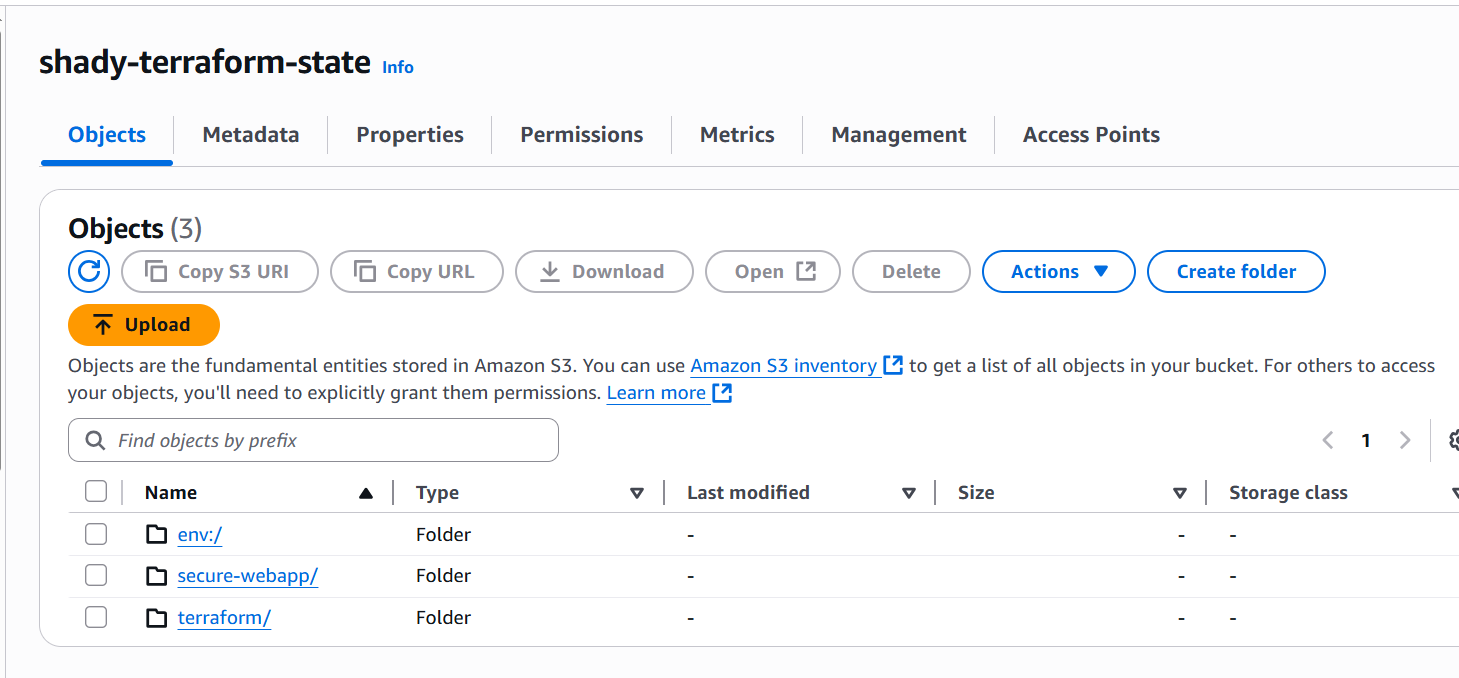 shady-terraform-state Info
Objects Metadata Properties Permissions Metrics Management Access Points
Objects (3)
Copy S3 URI Copy URL Download Open Delete Actions Create folder
Upload
Objects are the fundamental entities stored in Amazon S3. You can use Amazon S3 inventory to get a list of all objects in your bucket. For others to access
your objects, you'll need to explicitly grant them permissions. Learn more
Find objects by prefix 1
Name Type Last modified Size Storage class
env:/ Folder - - -
secure-webapp/ Folder - - -
terraform/ Folder - - -